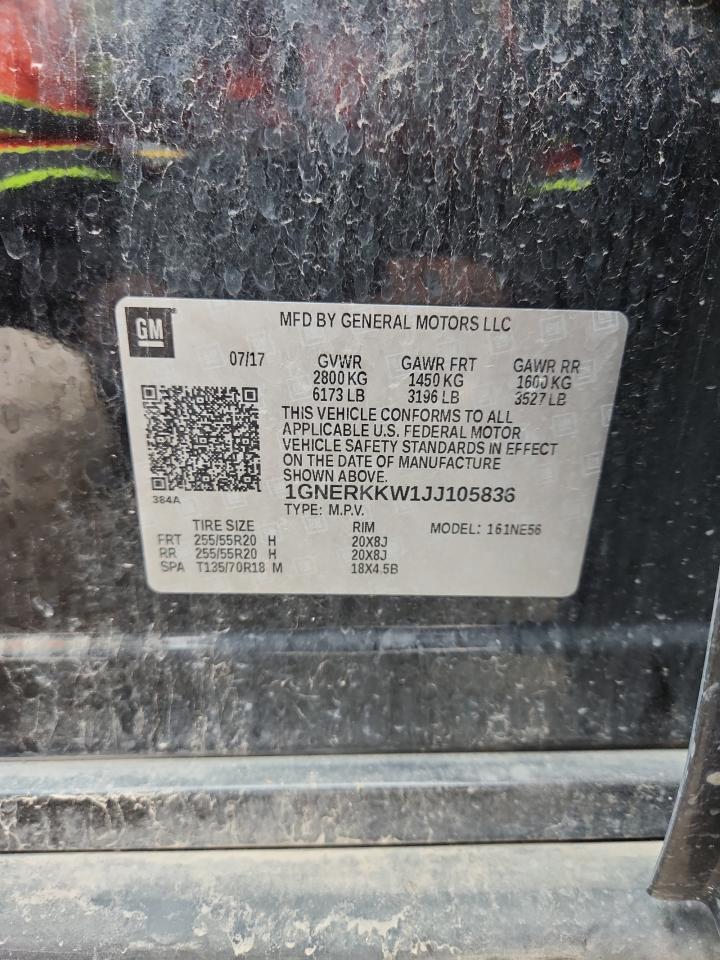 GM
MFD BY GENERAL MOTORS LLC
07/17 GVWR GAWR FRT GAWR RR
2800 KG 1450 KG 1600 KG
6173 LB 3196 LB 3527 LB
THIS VEHICLE CONFORMS TO ALL
APPLICABLE U.S. FEDERAL MOTOR
VEHICLE SAFETY STANDARDS IN EFFECT
ON THE DATE OF MANUFACTURE
SHOWN ABOVE.
384A
1GNERKKW1JJ105836
TYPE: M.P.V.
TIRE SIZE RIM MODEL: 161NE56
FRT 255/55R20 H 20X8J
RR 255/55R20 H 20X8J
SPA T135/70R18 M 18X4.5B